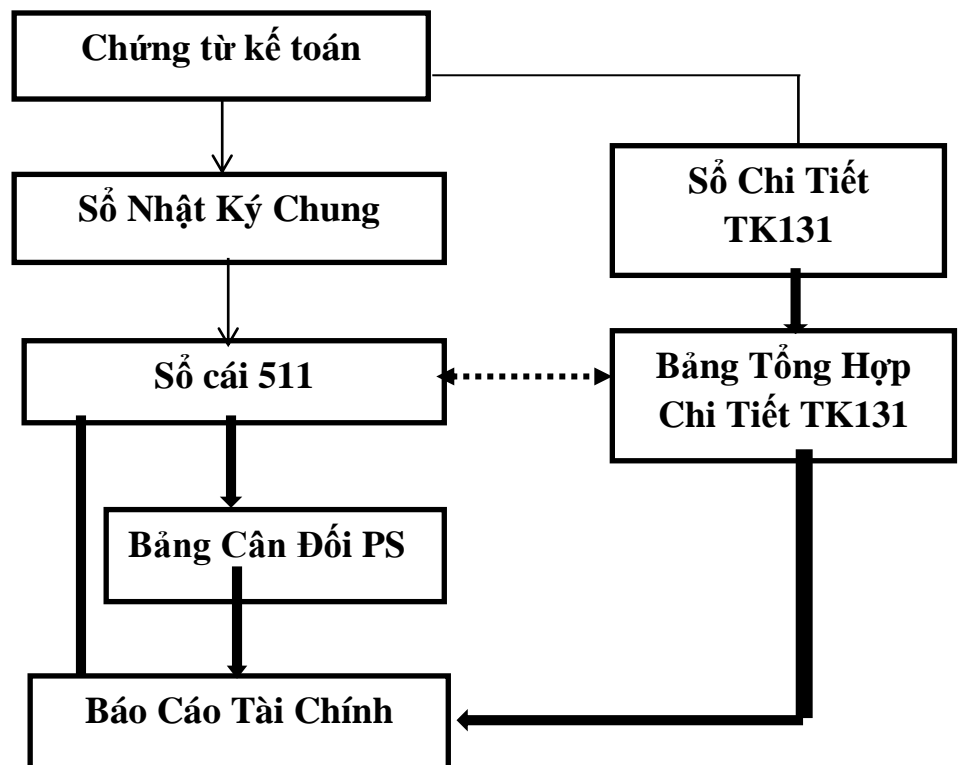 Chứng từ kế toán
Sổ Nhật Ký Chung
Sổ Chi Tiết
TK131
Sổ cái 511
Bảng Tổng Hợp
Chi Tiết TK131
Bảng Cân Đối PS
Báo Cáo Tài Chính